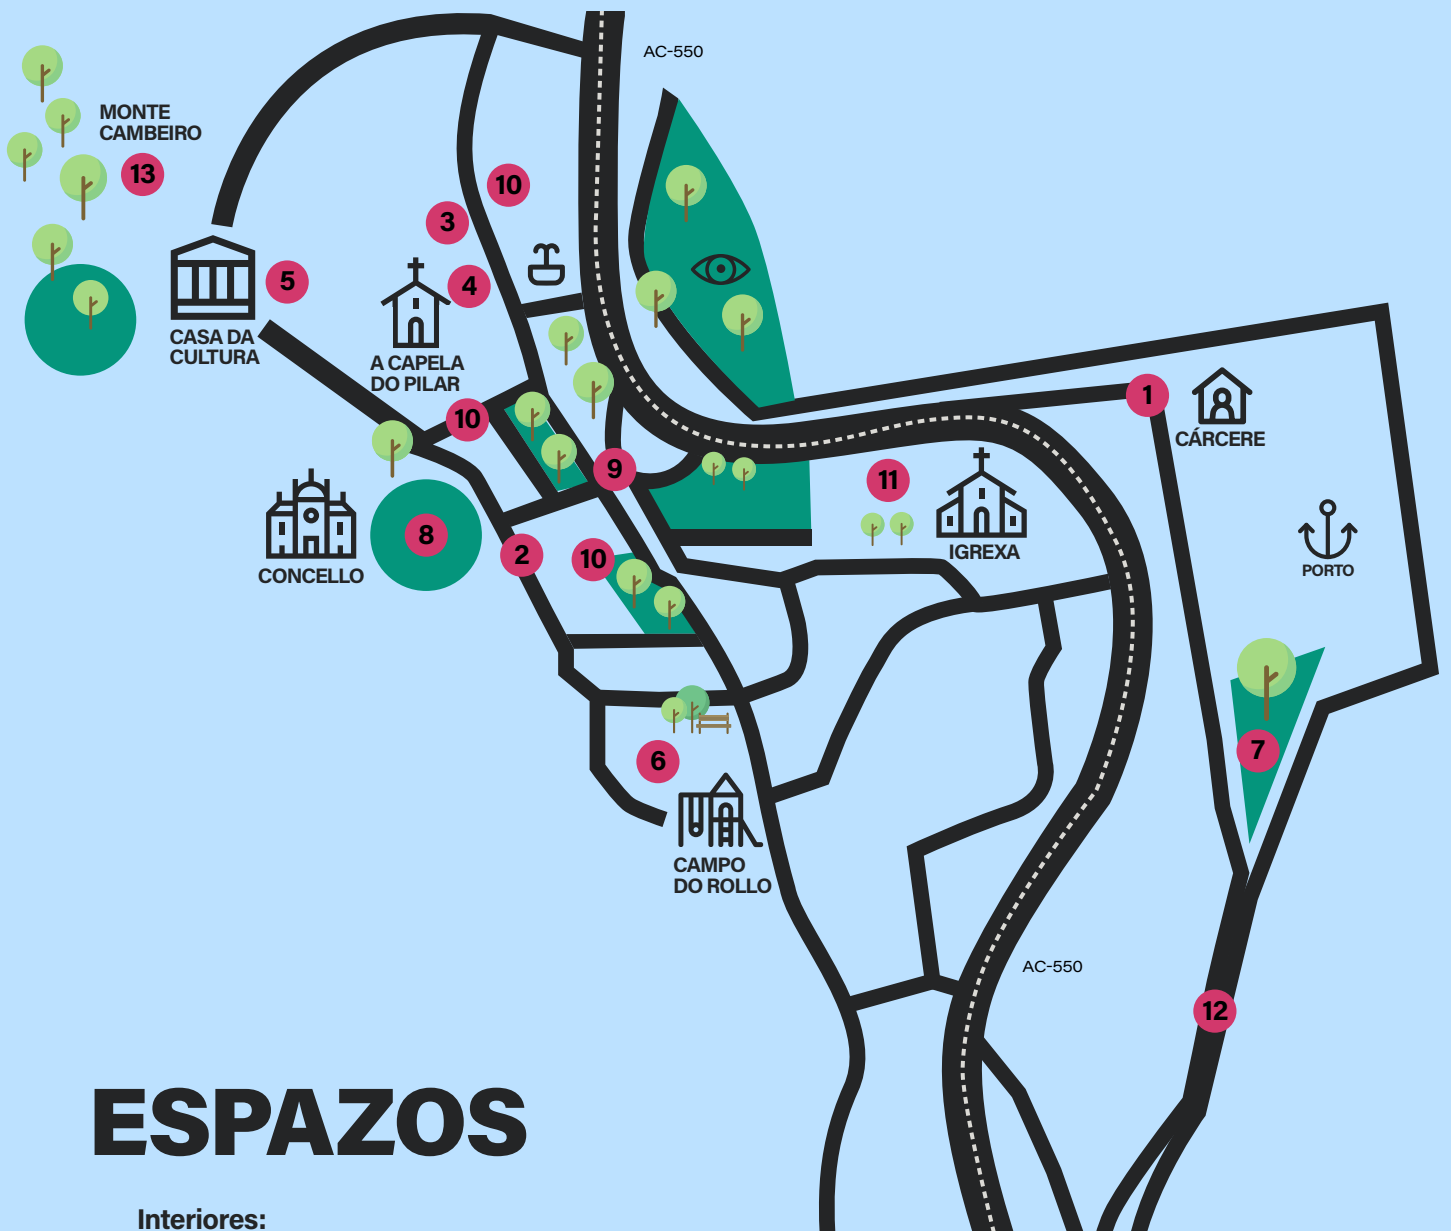 AC-550
MONTE
CAMBEIRO
13
10
3
4
5
CASA DA
CULTURA
A CAPELA
DO PILAR
1
CÁRCERE
10
9
11
IGREXA
8
CONCELLO
2
10
PORTO
7
6
CAMPO
DO ROLLO
AC-550
12
ESPAZOS
Interiores: